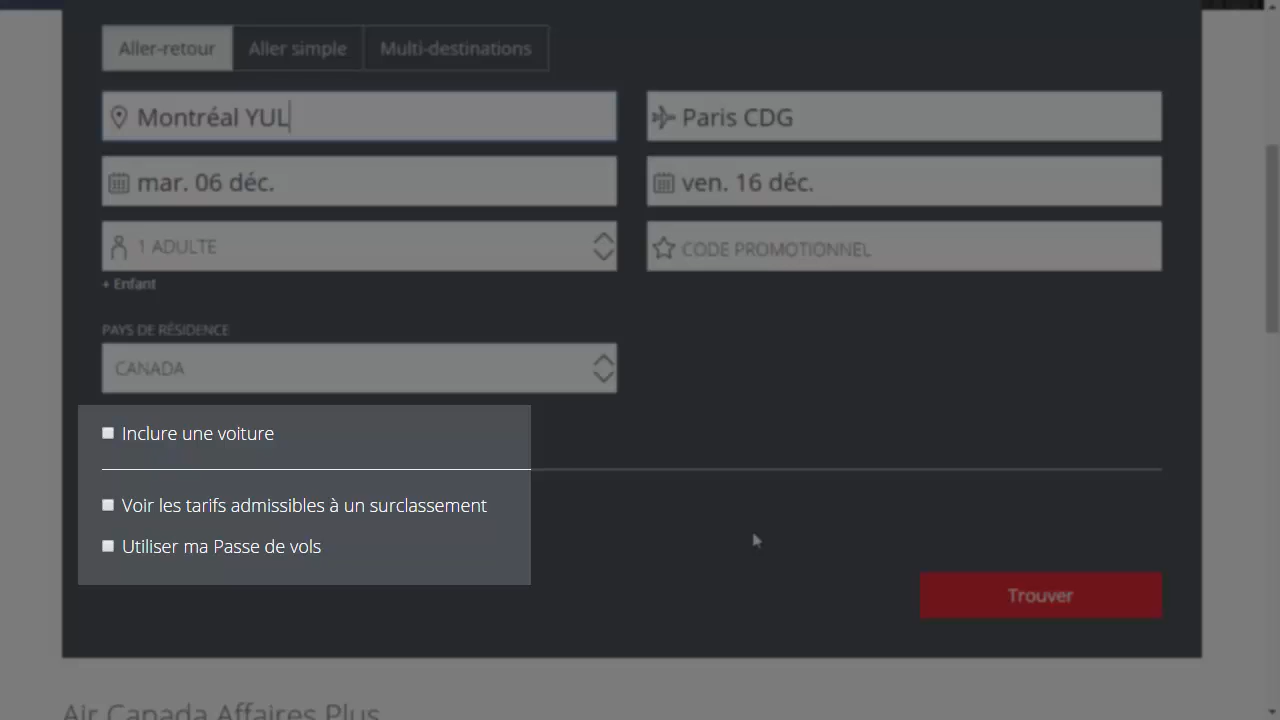 Aller-retour Aller simple Multi-destinations
Montréal YUL Paris CDG
mar. 06 déc. ven. 16 déc.
1 ADULTE CODE PROMOTIONNEL
+ Enfant
PAYS DE RÉSIDENCE
CANADA
Inclure une voiture
Voir les tarifs admissibles à un surclassement
Utiliser ma Passe de vols
Trouver
Air Canada Affaires Plus